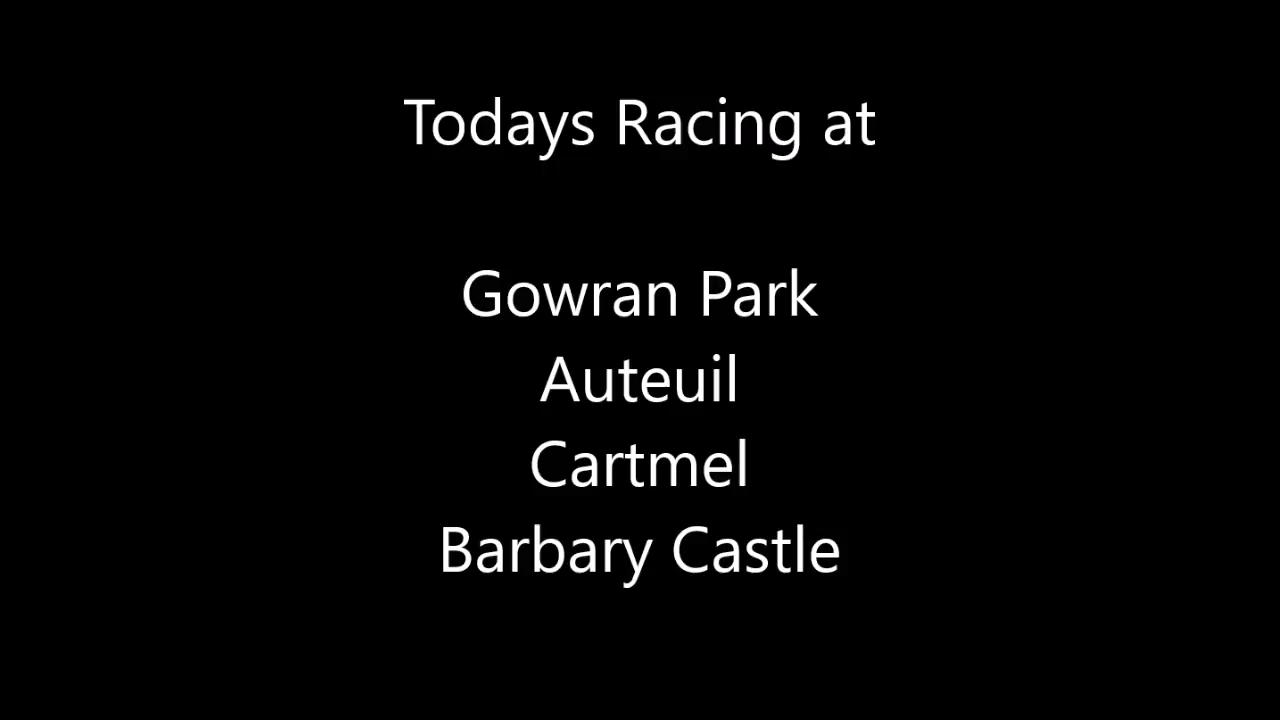 Todays Racing at
Gowran Park
Auteuil
Cartmel
Barbary Castle